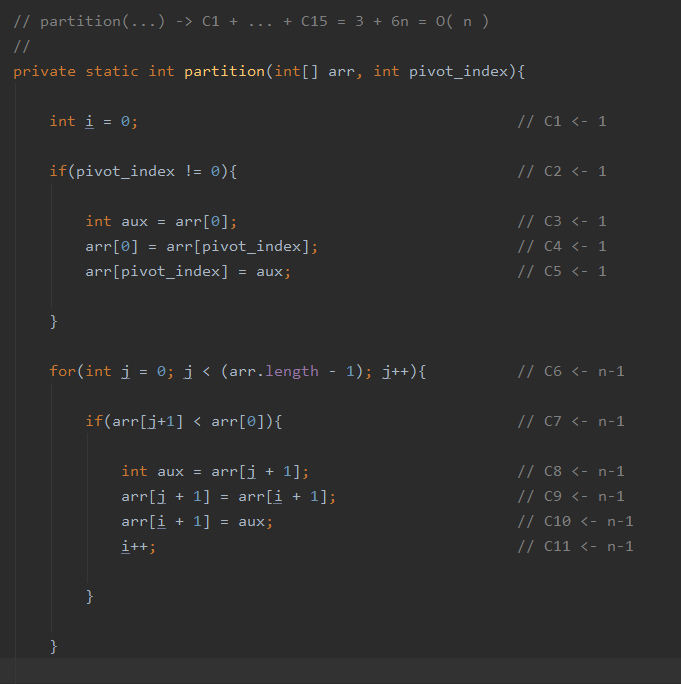 // partition(...) -> C1 + ... + C15 = 3 + 6n = O( n )
//
private static int partition(int[] arr, int pivot_index){
int i = 0; // C1 <- 1
if(pivot_index != 0){ // C2 <- 1
int aux = arr[0]; // C3 <- 1
arr[0] = arr[pivot_index]; // C4 <- 1
arr[pivot_index] = aux; // C5 <- 1
}
for(int j = 0; j < (arr.length - 1); j++){ // C6 <- n-1
if(arr[j+1] < arr[0]){ // C7 <- n-1
int aux = arr[j + 1]; // C8 <- n-1
arr[j + 1] = arr[i + 1]; // C9 <- n-1
arr[i + 1] = aux; // C10 <- n-1
i++; // C11 <- n-1
}
}